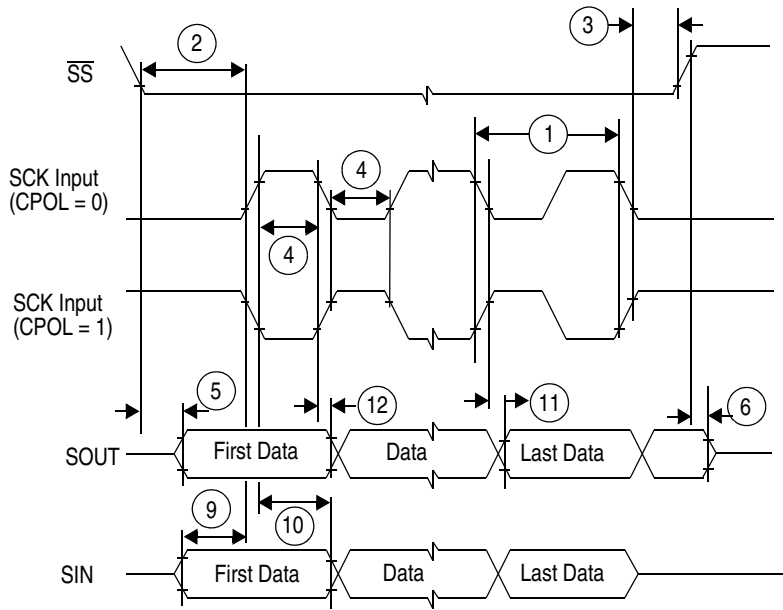 2
3
SS
1
SCK Input
(CPOL = 0)
4
4
SCK Input
(CPOL = 1)
5
12
11
6
SOUT
First Data
Data
Last Data
9
10
SIN
First Data
Data
Last Data